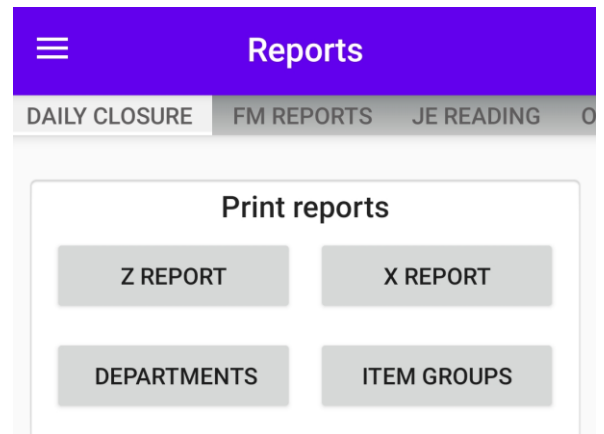 Reports
DAILY CLOSURE FM REPORTS JE READING O
Print reports
Z REPORT X REPORT
DEPARTMENTS ITEM GROUPS